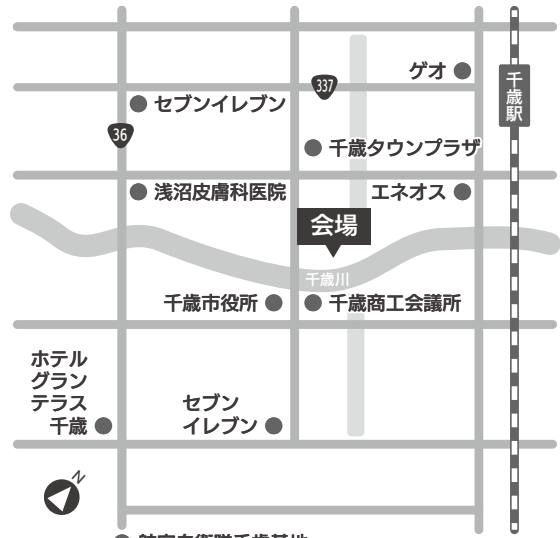 ゲオ
千歳駅
337
セブンイレブン
36
千歳タウンプラザ
浅沼皮膚科医院
エネオス
会場
千歳川
千歳市役所
千歳商工会議所
ホテル
グラン
テラス
千歳
セブン
イレブン
N